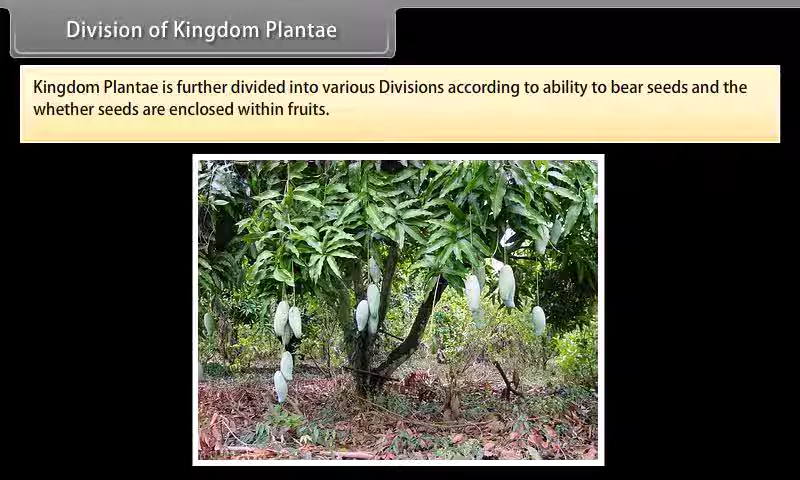 Division of Kingdom Plantae
Kingdom Plantae is further divided into various Divisions according to ability to bear seeds and the
whether seeds are enclosed within fruits.